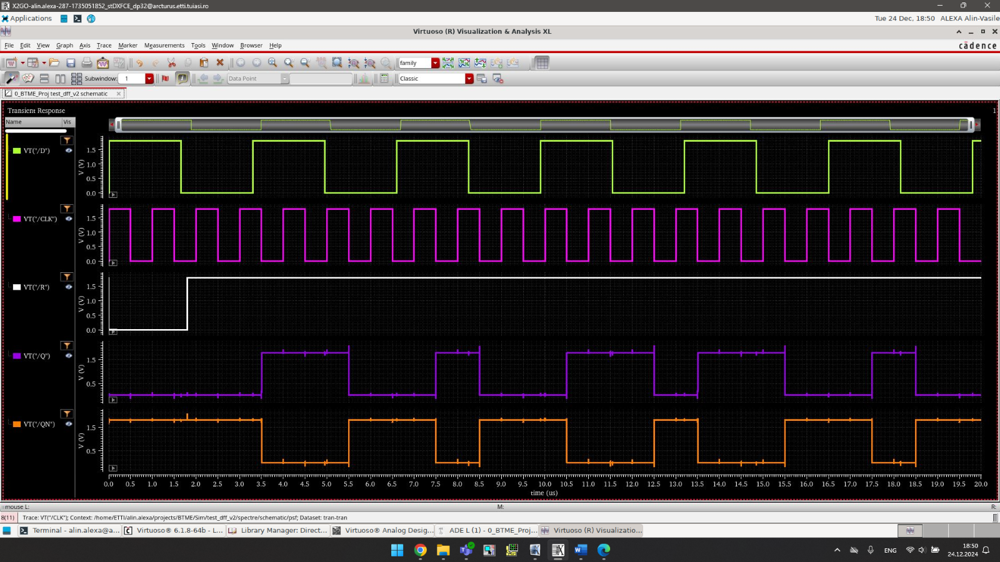 X2GO-alin.alexa-287-1735051852_stDXFCE_dp32@arcturus.etti.tuiasi.ro
Applications
Tue 24 Dec, 18:50 ALEXA Alin-Vasile
Virtuoso (R) Visualization & Analysis XL
File Edit View Graph Axis Trace Marker Measurements Tools Window Browser Help
cādence
family
Subwindow: 1
Data Point
Classic
0_BTME_Proj test_dff_v2 schematic
Transient Response
1
Name Vis
VT("/D")
V (V)
1.5
1.0
0.5
0.0
VT("/CLK")
V (V)
1.5
1.0
0.5
0.0
VT("/R")
V (V)
1.5
1.0
0.5
0.0
VT("/Q")
V (V)
1.5
0.5
VT("/QN")
V (V)
1.5
0.5
0.0 0.5 1.0 1.5 2.0 2.5 3.0 3.5 4.0 4.5 5.0 5.5 6.0 6.5 7.0 7.5 8.0 8.5 9.0 9.5 10.0 10.5 11.0 11.5 12.0 12.5 13.0 13.5 14.0 14.5 15.0 15.5 16.0 16.5 17.0 17.5 18.0 18.5 19.0 19.5 20.0
time (us)
mouse L: M: R:
8(11) Trace: VT("/CLK"); Context: /home/ETTI/alin.alexa/projects/BTME/Sim/test_dff_v2/spectre/schematic/psf; Dataset: tran-tran
Terminal - alin.alexa@a... Virtuoso® 6.1.8-64b - L... Library Manager: Direct... Virtuoso® Analog Desig... ADE L (1) - 0_BTME_Proj... Virtuoso (R) Visualizatio...
ENG
18:50
24.12.2024